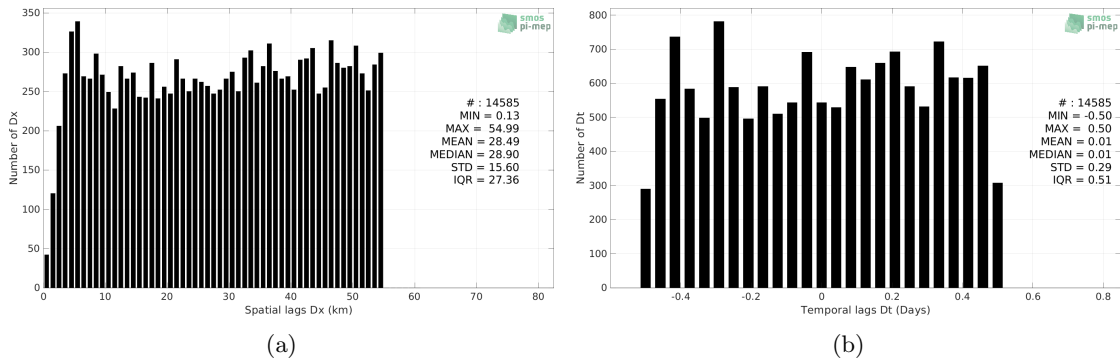 350
300
250
200
150
100
50
0
Number of Dx
0 10 20 30 40 50 60 70 80
Spatial lags Dx (km)
smos
pi-mep
# : 14585
MIN = 0.13
MAX = 54.99
MEAN = 28.49
MEDIAN = 28.90
STD = 15.60
IQR = 27.36
(a)
800
700
600
500
400
300
200
100
0
Number of Dt
-0.4 -0.2 0 0.2 0.4 0.6 0.8
Temporal lags Dt (Days)
smos
pi-mep
# : 14585
MIN = -0.50
MAX = 0.50
MEAN = 0.01
MEDIAN = 0.01
STD = 0.29
IQR = 0.51
(b)